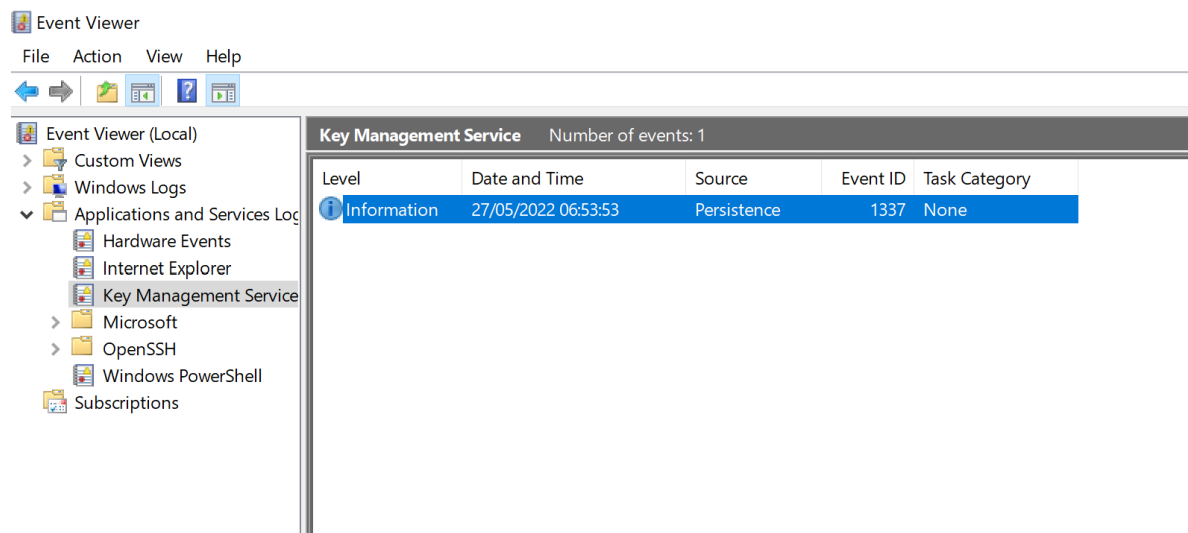 Event Viewer
File Action View Help
Event Viewer (Local)
Custom Views
Windows Logs
Applications and Services Log
Hardware Events
Internet Explorer
Key Management Service
Microsoft
OpenSSH
Windows PowerShell
Subscriptions
Key Management Service Number of events: 1
Level Date and Time Source Event ID Task Category
Information 27/05/2022 06:53:53 Persistence 1337 None